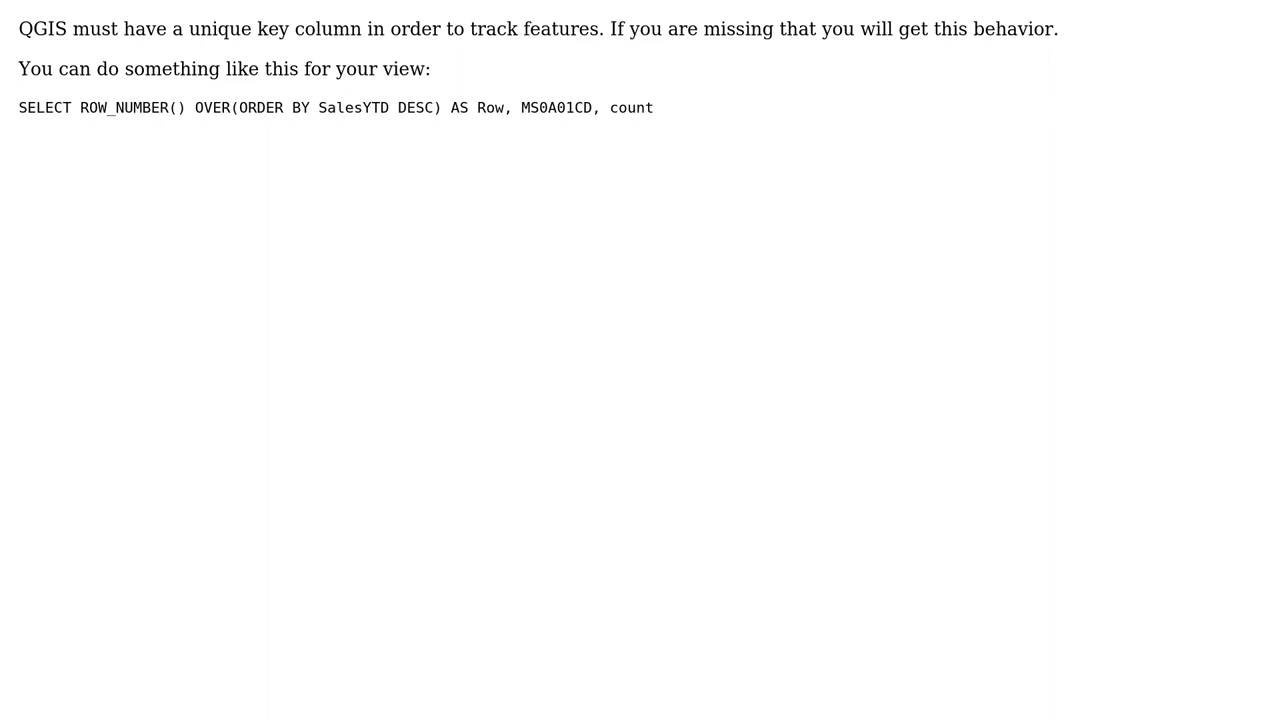 QGIS must have a unique key column in order to track features. If you are missing that you will get this behavior.
You can do something like this for your view:
SELECT ROW_NUMBER() OVER(ORDER BY SalesYTD DESC) AS Row, MS0A01CD, count